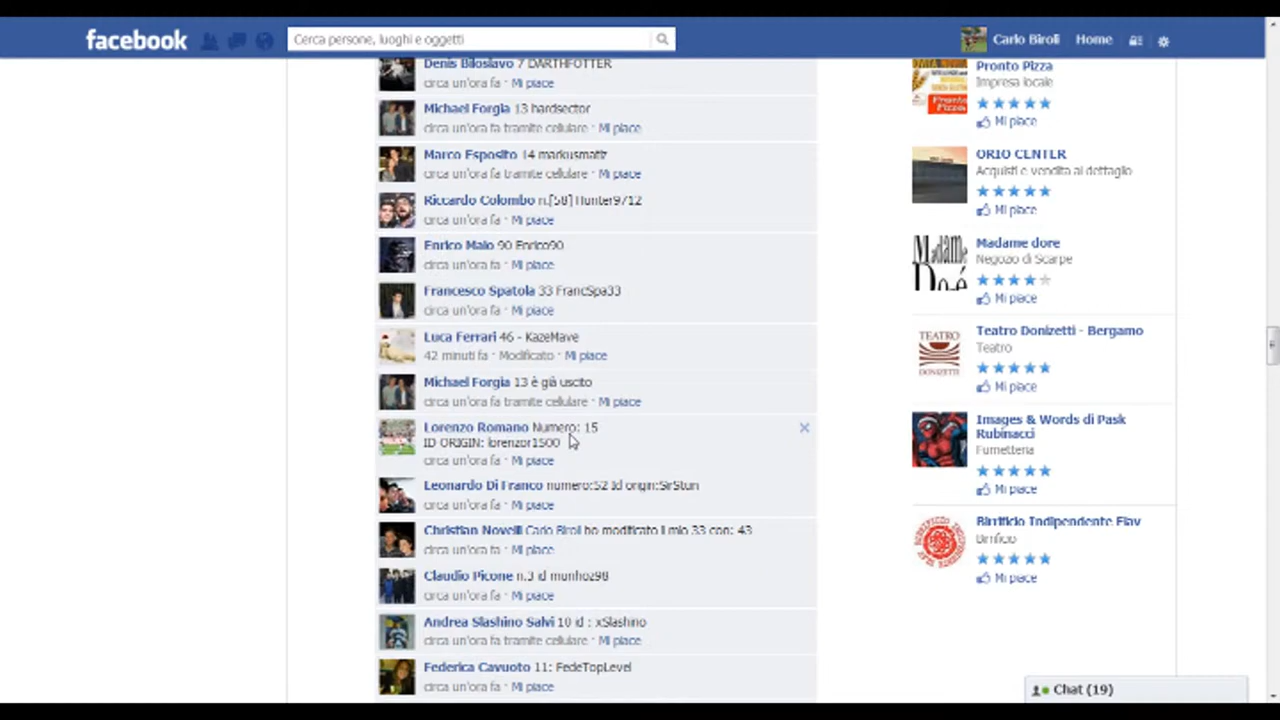 facebook
Cerca persone, luoghi e oggetti
Carlo Biroli Home
Denis Biloslavo 7 DARTHFOTTER
Mi piace
Michael Forgia 13 hardsector
circa un'ora fa tramite cellulare · Mi piace
Marco Esposito 14 markusmatiz
circa un'ora fa tramite cellulare · Mi piace
Riccardo Colombo n.[58] Hunter9712
circa un'ora fa · Mi piace
Enrico Maio 90 Enrico90
circa un'ora fa · Mi piace
Francesco Spatola 33 FrancSpa33
circa un'ora fa · Mi piace
Luca Ferrari 46 - KazeMave
42 minuti fa · Modificato · Mi piace
Michael Forgia 13 è già uscito
circa un'ora fa tramite cellulare · Mi piace
Lorenzo Romano Numero: 15
ID ORIGIN: lorenzor1500
circa un'ora fa · Mi piace
Leonardo Di Franco numero:52 Id origin:SirStun
circa un'ora fa · Mi piace
Christian Novelli Carlo Biroli ho modificato il mio 33 con: 43
circa un'ora fa · Mi piace
Claudio Picone n.3 id munhoz98
circa un'ora fa · Mi piace
Andrea Slashino Salvi 10 id : xSlashino
circa un'ora fa tramite cellulare · Mi piace
Federica Cavuoto 11: FedeTopLevel
circa un'ora fa · Mi piace
Pronto Pizza
Impresa locale
Mi piace
ORIO CENTER
Acquisti e vendita al dettaglio
Mi piace
Madame
Do-é
Madame dore
Negozio di Scarpe
Mi piace
TEATRO
DONIZETTI
Teatro Donizetti - Bergamo
Teatro
Mi piace
Images & Words di Pask
Rubinacci
Fumetteria
Mi piace
Birrificio Indipendente Elav
Birrificio
Mi piace
Chat (19)